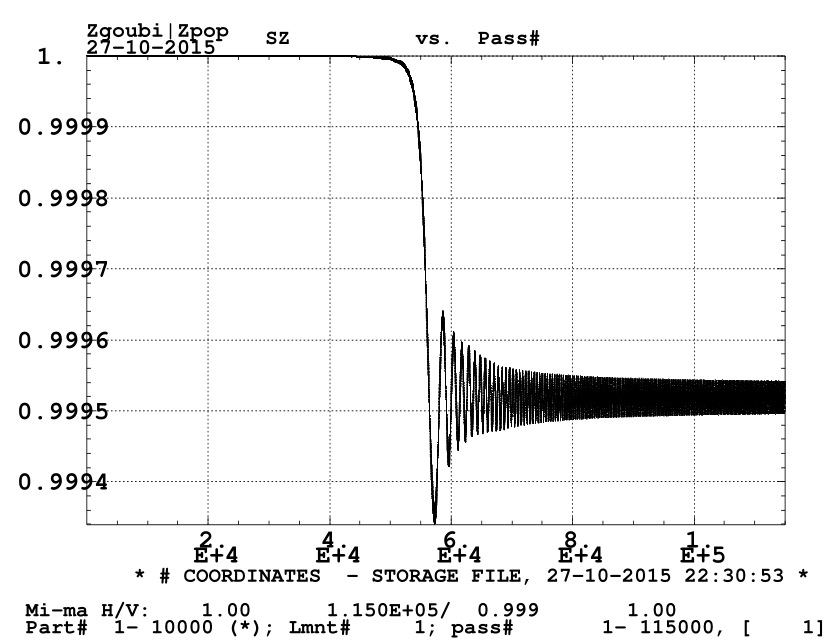 Zgoubi|Zpop
27-10-2015 SZ vs. Pass#
1.
0.9999
0.9998
0.9997
0.9996
0.9995
0.9994
2. 4. 6. 8. 1.
E+4 E+4 E+4 E+4 E+5
* # COORDINATES - STORAGE FILE, 27-10-2015 22:30:53 *
Mi-ma H/V: 1.00 1.150E+05/ 0.999 1.00
Part# 1- 10000 (*); Lmnt# 1; pass# 1- 115000, [ 1]